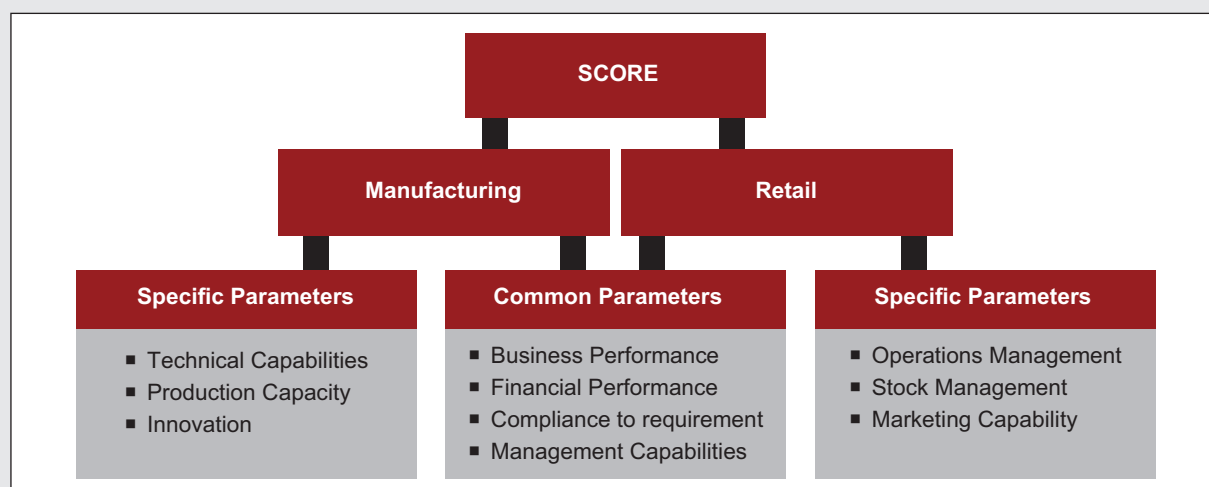 SCORE
Manufacturing
Retail
Specific Parameters
■ Technical Capabilities
■ Production Capacity
■ Innovation
Common Parameters
■ Business Performance
■ Financial Performance
■ Compliance to requirement
■ Management Capabilities
Specific Parameters
■ Operations Management
■ Stock Management
■ Marketing Capability